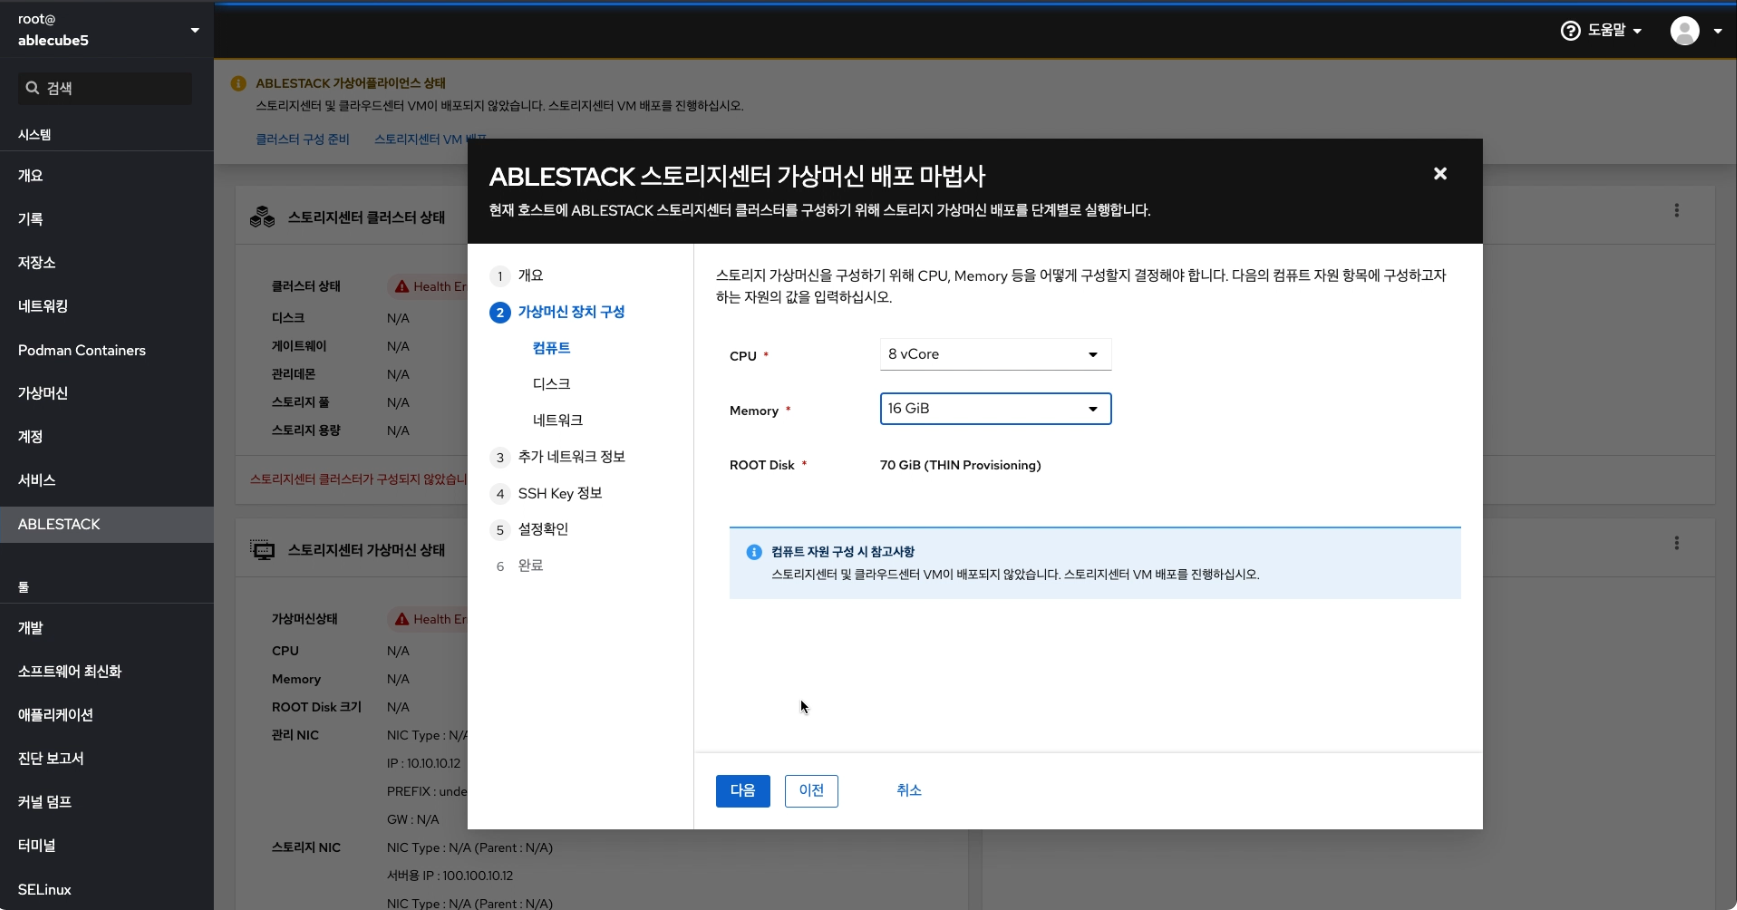 root@
ablecube5
도움말
검색
시스템
개요
기록
저장소
네트워킹
Podman Containers
가상머신
계정
서비스
ABLESTACK
툴
개발
소프트웨어 최신화
애플리케이션
진단 보고서
커널 덤프
터미널
SELinux
ABLESTACK 가상어플라이언스 상태
스토리지센터 및 클라우드센터 VM이 배포되지 않았습니다. 스토리지센터 VM 배포를 진행하십시오.
클러스터 구성 준비 스토리지센터 VM 배포
스토리지센터 클러스터 상태
클러스터 상태 Health Er
디스크 N/A
게이트웨이 N/A
관리데몬 N/A
스토리지 풀 N/A
스토리지 용량 N/A
스토리지센터 클러스터가 구성되지 않았습니
스토리지센터 가상머신 상태
가상머신상태 Health Er
CPU N/A
Memory N/A
ROOT Disk 크기 N/A
관리 NIC NIC Type : N/A
IP : 10.10.10.12
PREFIX : unde
GW : N/A
스토리지 NIC NIC Type : N/A (Parent : N/A)
서버용 IP : 100.100.10.12
NIC Type : N/A (Parent : N/A)
ABLESTACK 스토리지센터 가상머신 배포 마법사
현재 호스트에 ABLESTACK 스토리지센터 클러스터를 구성하기 위해 스토리지 가상머신 배포를 단계별로 실행합니다.
1 개요
2 가상머신 장치 구성
컴퓨트
디스크
네트워크
3 추가 네트워크 정보
4 SSH Key 정보
5 설정확인
6 완료
스토리지 가상머신을 구성하기 위해 CPU, Memory 등을 어떻게 구성할지 결정해야 합니다. 다음의 컴퓨트 자원 항목에 구성하고자
하는 자원의 값을 입력하십시오.
CPU * 8 vCore
Memory * 16 GiB
ROOT Disk * 70 GiB (THIN Provisioning)
컴퓨트 자원 구성 시 참고사항
스토리지센터 및 클라우드센터 VM이 배포되지 않았습니다. 스토리지센터 VM 배포를 진행하십시오.
다음 이전 취소